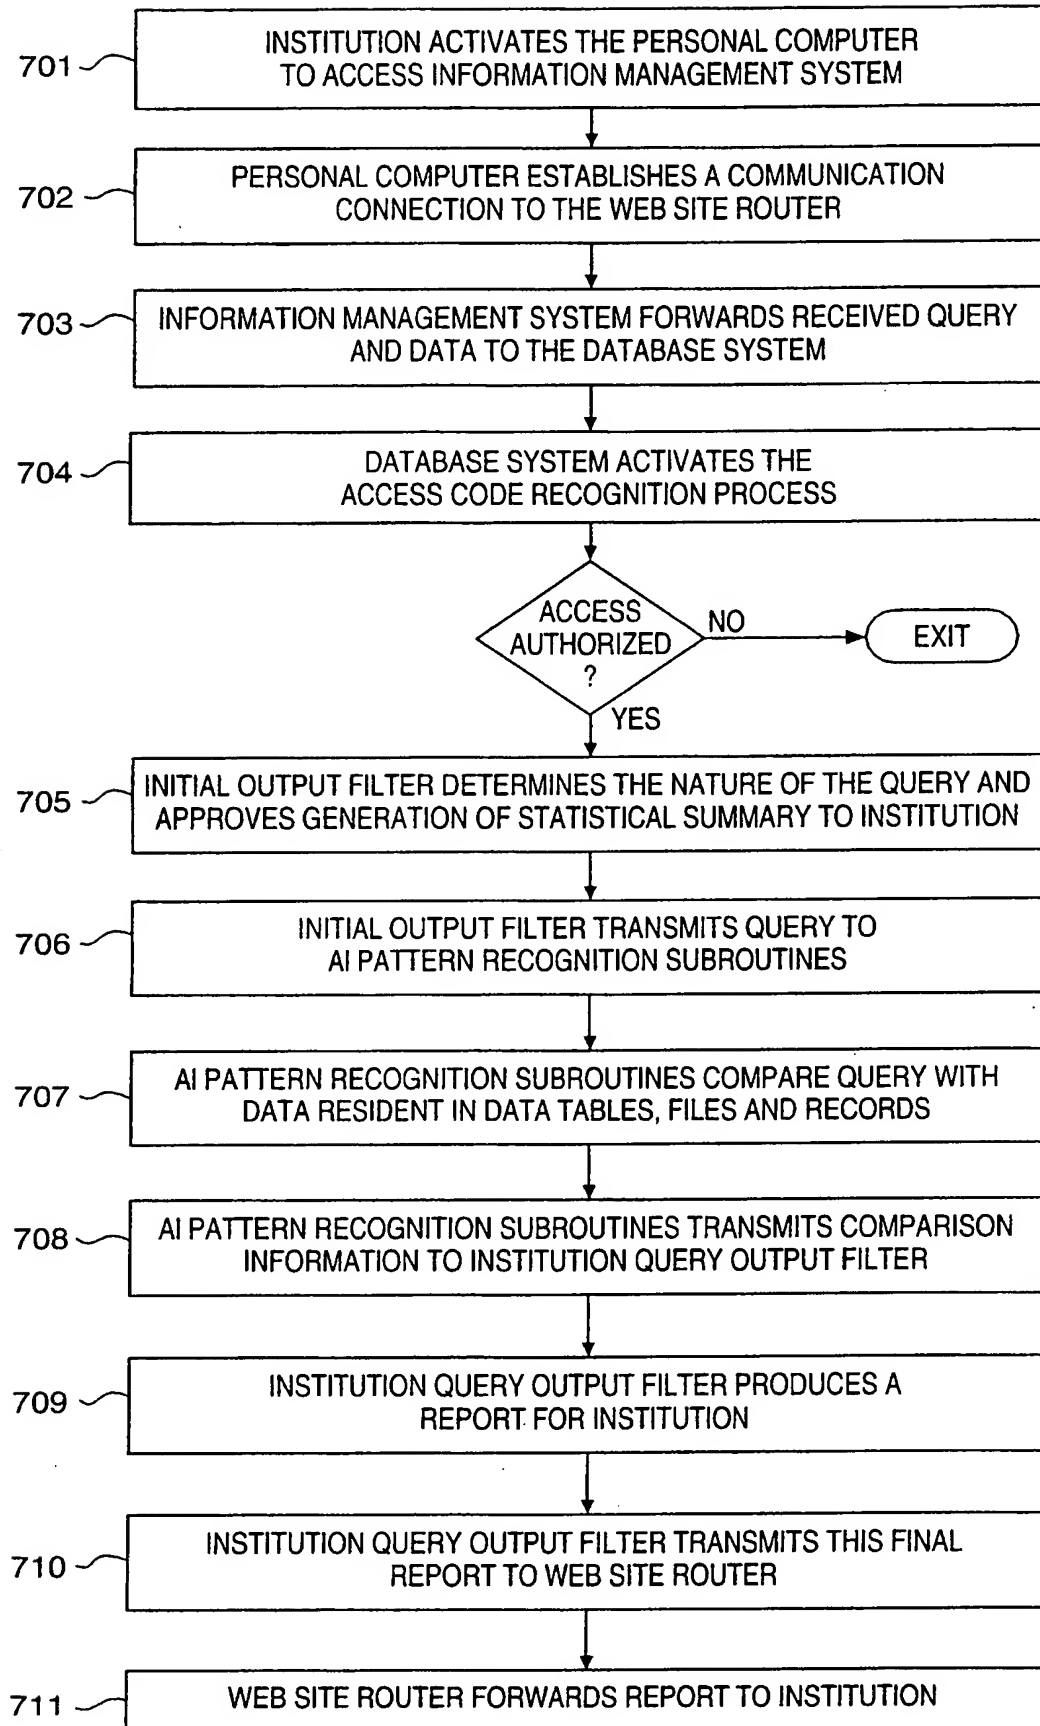 701
INSTITUTION ACTIVATES THE PERSONAL COMPUTER
TO ACCESS INFORMATION MANAGEMENT SYSTEM
702
PERSONAL COMPUTER ESTABLISHES A COMMUNICATION
CONNECTION TO THE WEB SITE ROUTER
703
INFORMATION MANAGEMENT SYSTEM FORWARDS RECEIVED QUERY
AND DATA TO THE DATABASE SYSTEM
704
DATABASE SYSTEM ACTIVATES THE
ACCESS CODE RECOGNITION PROCESS
ACCESS
AUTHORIZED
?
NO
EXIT
YES
705
INITIAL OUTPUT FILTER DETERMINES THE NATURE OF THE QUERY AND
APPROVES GENERATION OF STATISTICAL SUMMARY TO INSTITUTION
706
INITIAL OUTPUT FILTER TRANSMITS QUERY TO
AI PATTERN RECOGNITION SUBROUTINES
707
AI PATTERN RECOGNITION SUBROUTINES COMPARE QUERY WITH
DATA RESIDENT IN DATA TABLES, FILES AND RECORDS
708
AI PATTERN RECOGNITION SUBROUTINES TRANSMITS COMPARISON
INFORMATION TO INSTITUTION QUERY OUTPUT FILTER
709
INSTITUTION QUERY OUTPUT FILTER PRODUCES A
REPORT FOR INSTITUTION
710
INSTITUTION QUERY OUTPUT FILTER TRANSMITS THIS FINAL
REPORT TO WEB SITE ROUTER
711
WEB SITE ROUTER FORWARDS REPORT TO INSTITUTION